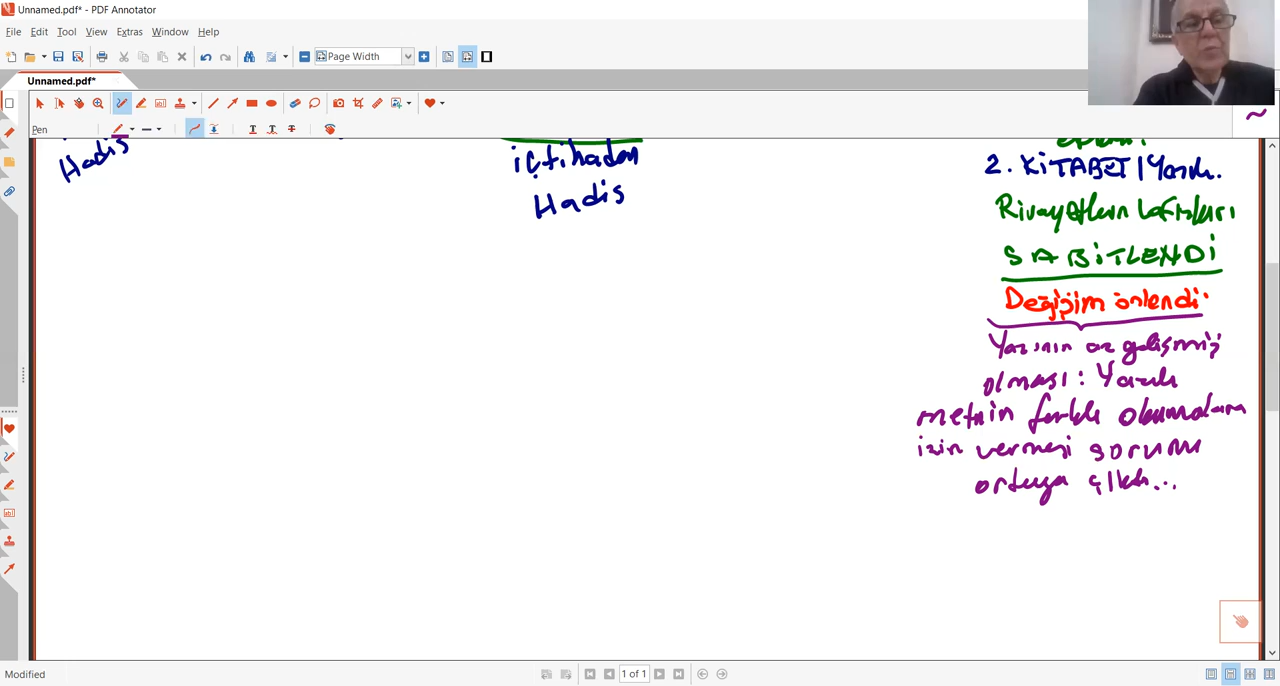 Unnamed.pdf* - PDF Annotator
File Edit Tool View Extras Window Help
Page Width
Unnamed.pdf*
Pen
Hadis
içtihaden
Hadis
2. KİTABET / Yazılı.
Rivayetlerin Lafızları
SABİTLENDİ
Değişim önlendi.
Yazının az gelişmiş
olması : Yazılı
metnin farklı okumalara
izin vermesi sorunu
ortaya çıktı...
Modified
1 of 1